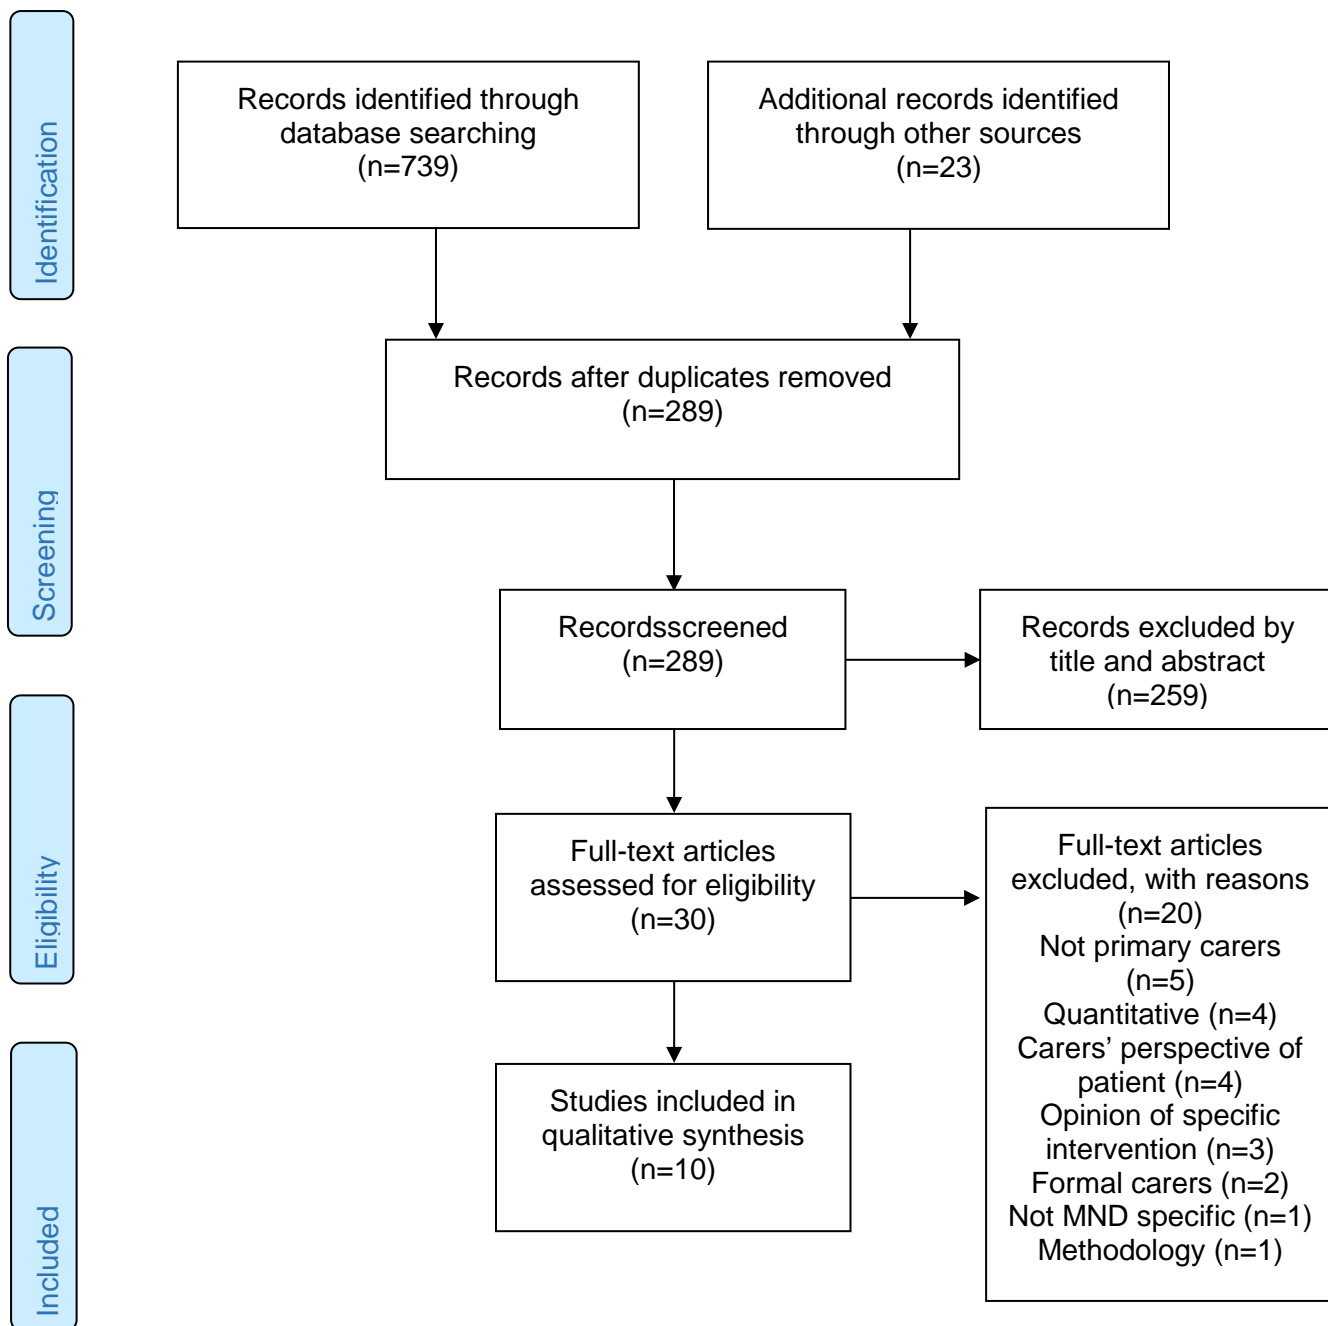 Identification
Records identified through
database searching
(n=739)
Additional records identified
through other sources
(n=23)
Screening
Records after duplicates removed
(n=289)
Recordsscreened
(n=289)
Records excluded by
title and abstract
(n=259)
Eligibility
Full-text articles
assessed for eligibility
(n=30)
Full-text articles
excluded, with reasons
(n=20)
Not primary carers
(n=5)
Quantitative (n=4)
Carers’ perspective of
patient (n=4)
Opinion of specific
intervention (n=3)
Formal carers (n=2)
Not MND specific (n=1)
Methodology (n=1)
Included
Studies included in
qualitative synthesis
(n=10)